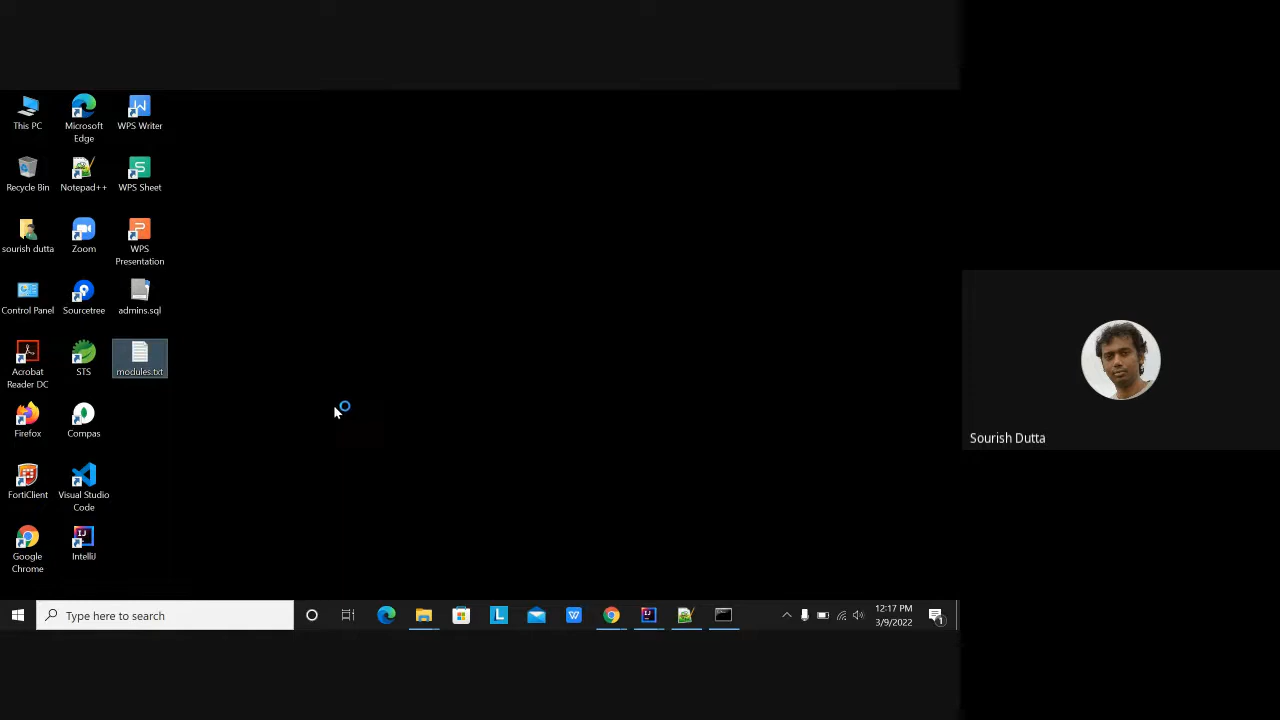 This PC
Microsoft
Edge
WPS Writer
Recycle Bin
Notepad++
WPS Sheet
sourish dutta
Zoom
WPS
Presentation
Control Panel
Sourcetree
admins.sql
Acrobat
Reader DC
STS
modules.txt
Firefox
Compas
FortiClient
Visual Studio
Code
Google
Chrome
IntelliJ
Sourish Dutta
Type here to search
12:17 PM
3/9/2022
1